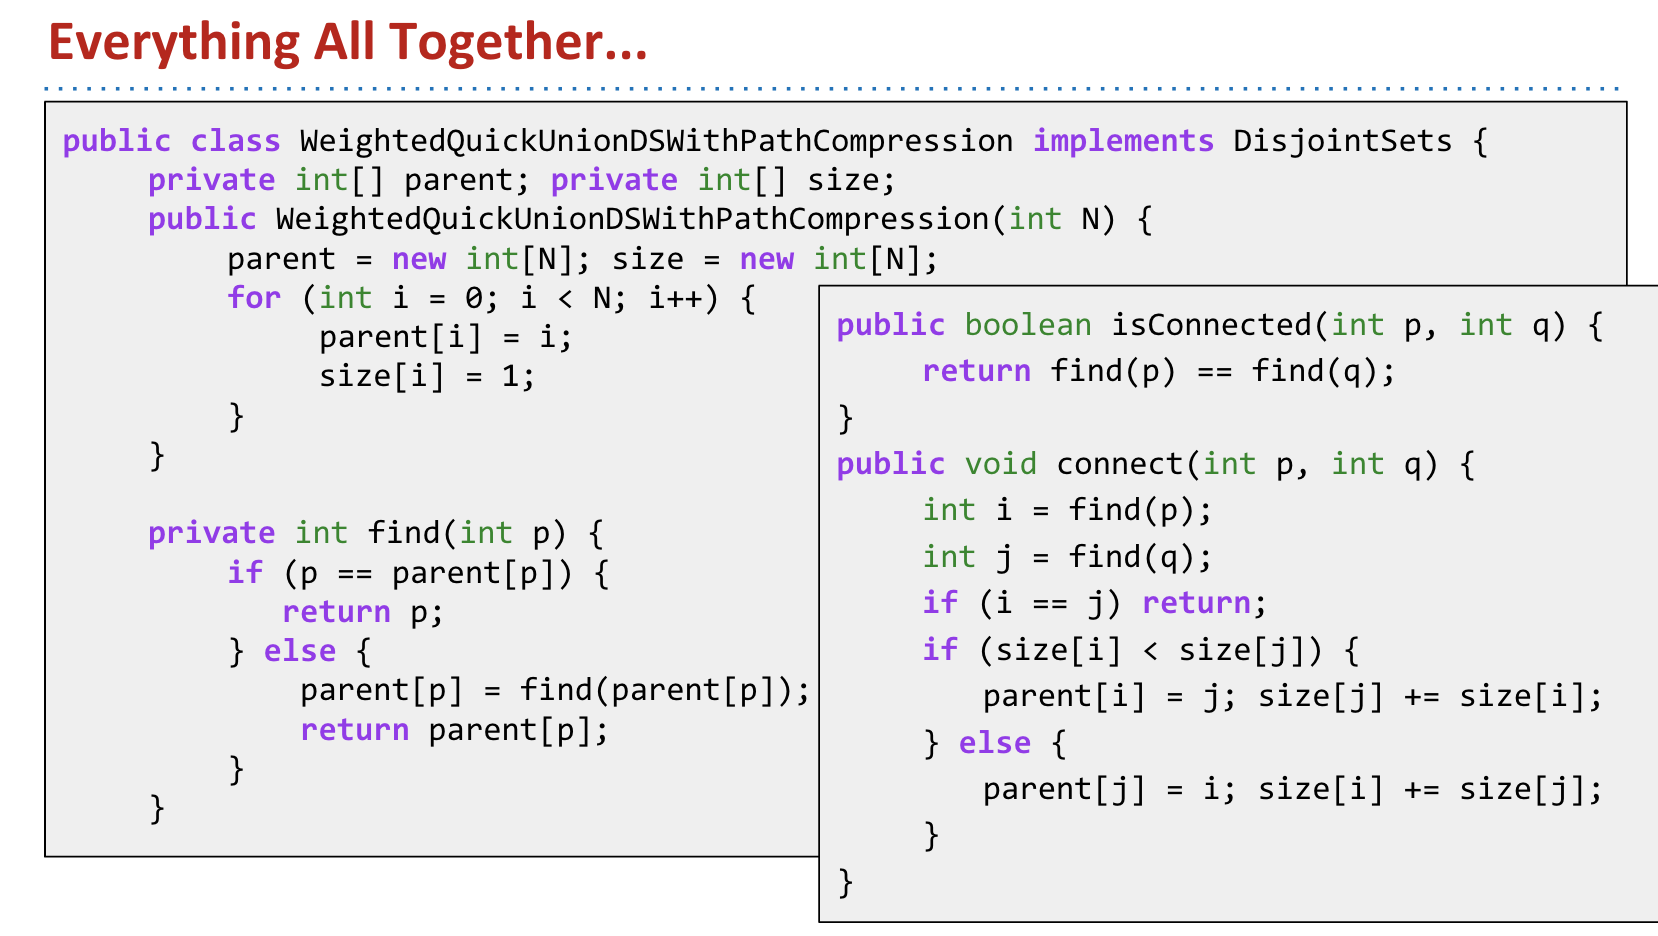 Everything All Together...
public class WeightedQuickUnionDSWithPathCompression implements DisjointSets {
private int[] parent; private int[] size;
public WeightedQuickUnionDSWithPathCompression(int N) {
parent = new int[N]; size = new int[N];
for (int i = 0; i < N; i++) {
parent[i] = i;
size[i] = 1;
}
}
private int find(int p) {
if (p == parent[p]) {
return p;
} else {
parent[p] = find(parent[p]);
return parent[p];
}
}
public boolean isConnected(int p, int q) {
return find(p) == find(q);
}
public void connect(int p, int q) {
int i = find(p);
int j = find(q);
if (i == j) return;
if (size[i] < size[j]) {
parent[i] = j; size[j] += size[i];
} else {
parent[j] = i; size[i] += size[j];
}
}